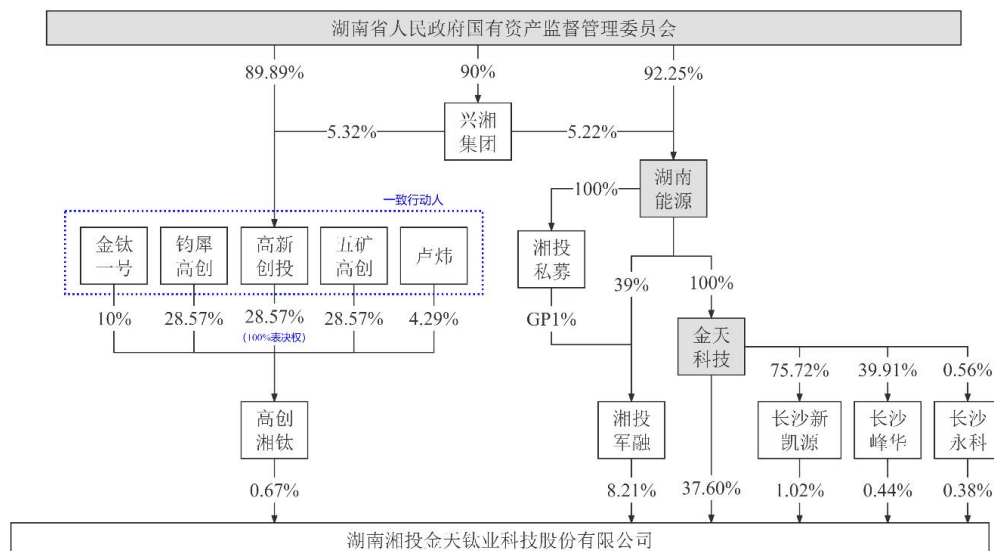 湖南省人民政府国有资产监督管理委员会
89.89%
90%
92.25%
兴湘
集团
5.32%
5.22%
湖南
能源
100%
一致行动人
金钛
一号
钧犀
高创
高新
创投
五矿
高创
卢炜
湘投
私募
39%
100%
10%
28.57%
28.57%
(100%表决权)
28.57%
4.29%
GP1%
金天
科技
75.72%
39.91%
0.56%
高创
湘钛
湘投
军融
长沙新
凯源
长沙
峰华
长沙
永科
0.67%
8.21%
37.60%
1.02%
0.44%
0.38%
湖南湘投金天钛业科技股份有限公司